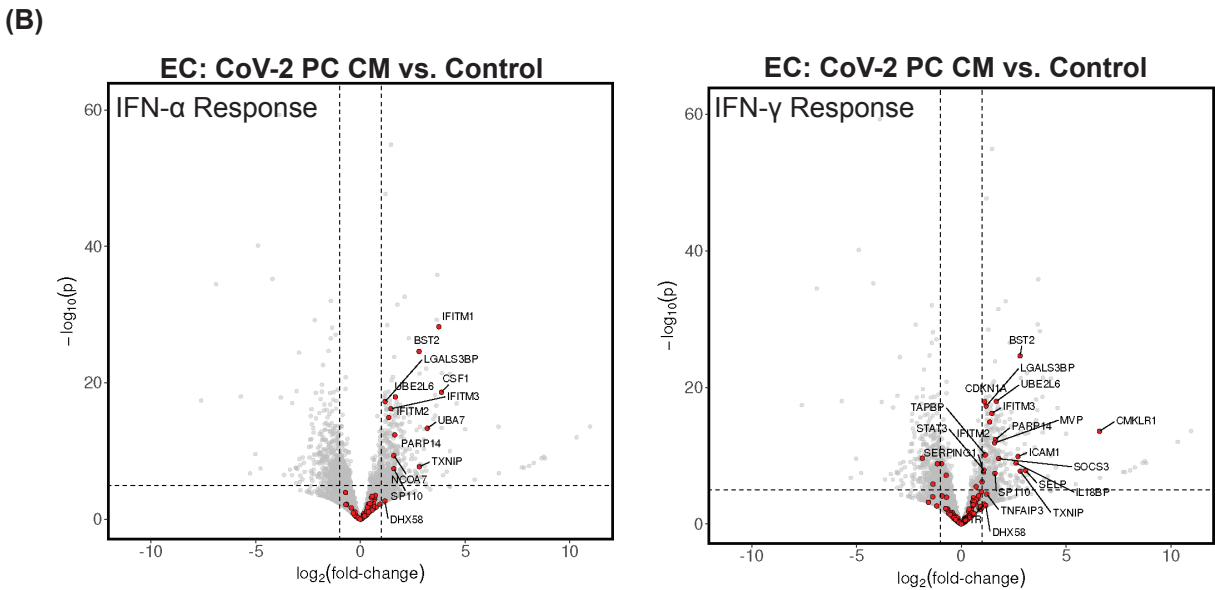 (B)
EC: CoV-2 PC CM vs. Control
IFN-α Response
60
40
20
0
−log10(p)
IFITM1
BST2
LGALS3BP
CSF1
UBE2L6
IFITM3
IFITM2
UBA7
PARP14
TXNIP
NCOA7
SP110
DHX58
-10
-5
0
5
10
log2(fold-change)
EC: CoV-2 PC CM vs. Control
IFN-γ Response
60
40
20
0
−log10(p)
BST2
LGALS3BP
CDKN1A
UBE2L6
TAPBP
IFITM3
MVP
CMKLR1
STAT3
IFITM2
PARP14
SERPING1
ICAM1
SOCS3
SELP
SP110
IL18BP
TNFAIP3
TXNIP
DHX58
-10
-5
0
5
10
log2(fold-change)